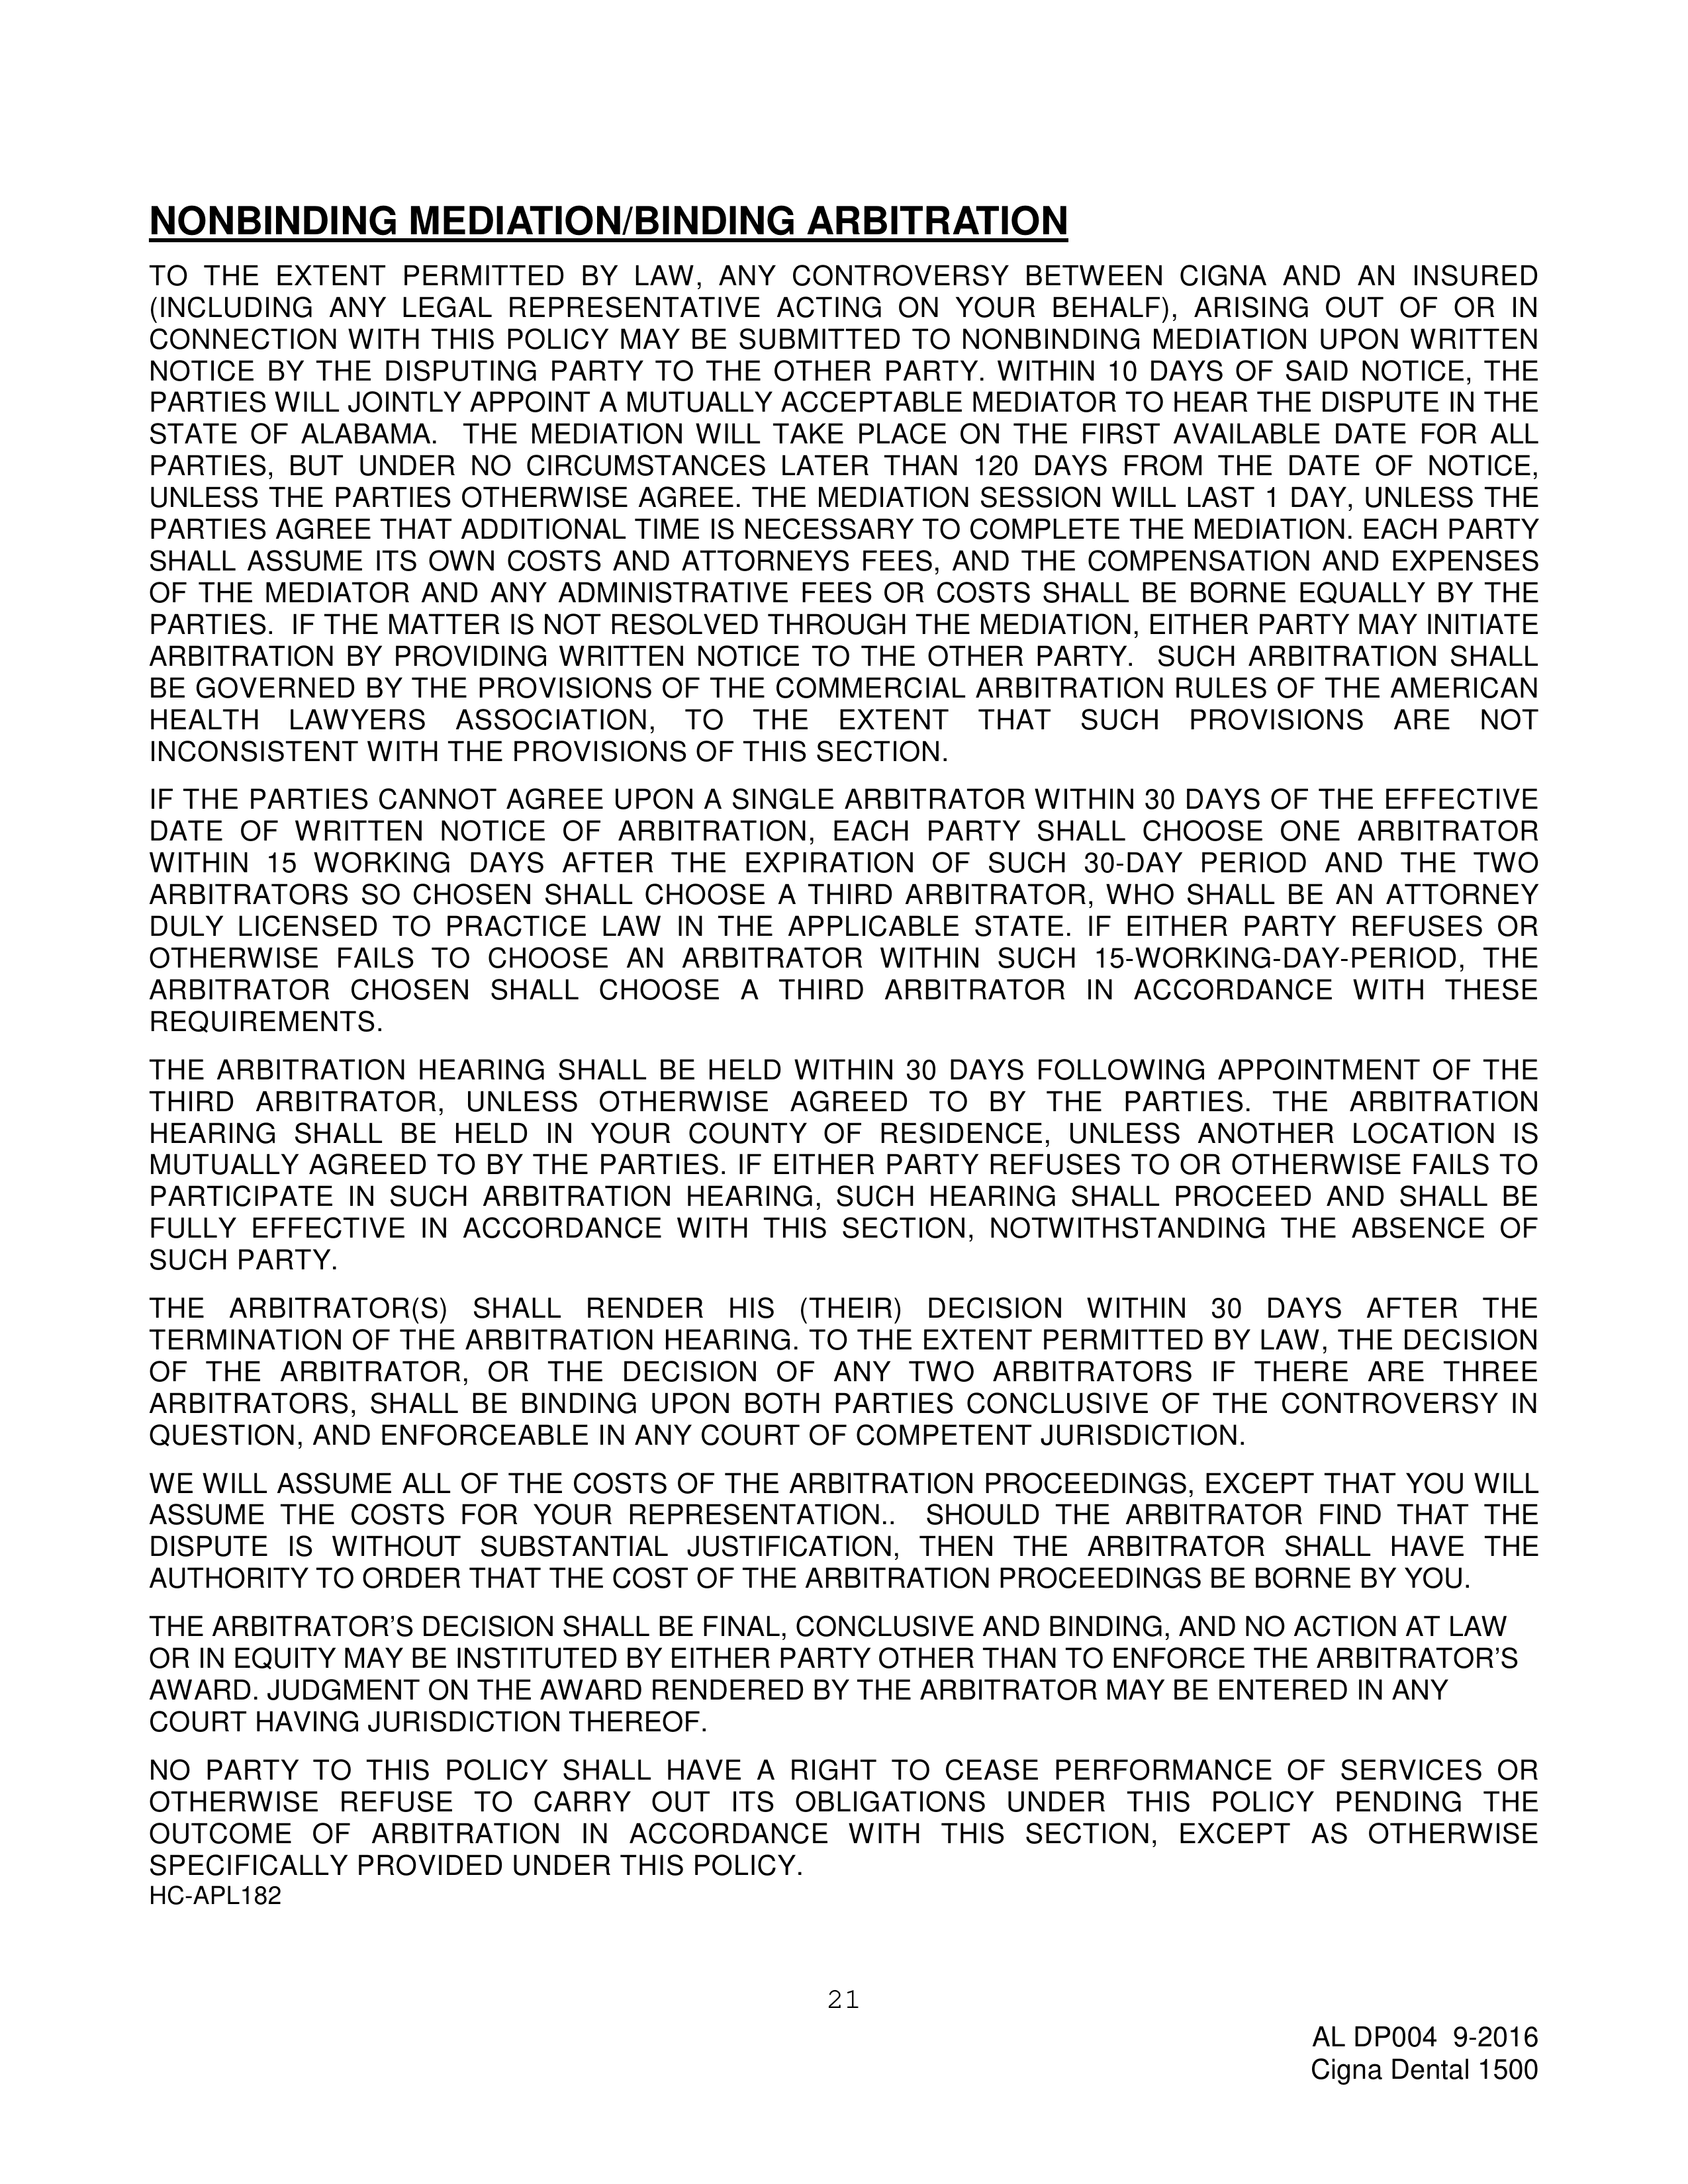 NONBINDING MEDIATION/BINDING ARBITRATION
TO THE EXTENT PERMITTED BY LAW, ANY CONTROVERSY BETWEEN CIGNA AND AN INSURED
(INCLUDING ANY LEGAL REPRESENTATIVE ACTING ON YOUR BEHALF), ARISING OUT OF OR IN
CONNECTION WITH THIS POLICY MAY BE SUBMITTED TO NONBINDING MEDIATION UPON WRITTEN
NOTICE BY THE DISPUTING PARTY TO THE OTHER PARTY. WITHIN 10 DAYS OF SAID NOTICE, THE
PARTIES WILL JOINTLY APPOINT A MUTUALLY ACCEPTABLE MEDIATOR TO HEAR THE DISPUTE IN THE
STATE OF ALABAMA.  THE MEDIATION WILL TAKE PLACE ON THE FIRST AVAILABLE DATE FOR ALL
PARTIES, BUT UNDER NO CIRCUMSTANCES LATER THAN 120 DAYS FROM THE DATE OF NOTICE,
UNLESS THE PARTIES OTHERWISE AGREE. THE MEDIATION SESSION WILL LAST 1 DAY, UNLESS THE
PARTIES AGREE THAT ADDITIONAL TIME IS NECESSARY TO COMPLETE THE MEDIATION. EACH PARTY
SHALL ASSUME ITS OWN COSTS AND ATTORNEYS FEES, AND THE COMPENSATION AND EXPENSES
OF THE MEDIATOR AND ANY ADMINISTRATIVE FEES OR COSTS SHALL BE BORNE EQUALLY BY THE
PARTIES.  IF THE MATTER IS NOT RESOLVED THROUGH THE MEDIATION, EITHER PARTY MAY INITIATE
ARBITRATION BY PROVIDING WRITTEN NOTICE TO THE OTHER PARTY.  SUCH ARBITRATION SHALL
BE GOVERNED BY THE PROVISIONS OF THE COMMERCIAL ARBITRATION RULES OF THE AMERICAN
HEALTH LAWYERS ASSOCIATION, TO THE EXTENT THAT SUCH PROVISIONS ARE NOT
INCONSISTENT WITH THE PROVISIONS OF THIS SECTION.
IF THE PARTIES CANNOT AGREE UPON A SINGLE ARBITRATOR WITHIN 30 DAYS OF THE EFFECTIVE
DATE OF WRITTEN NOTICE OF ARBITRATION, EACH PARTY SHALL CHOOSE ONE ARBITRATOR
WITHIN 15 WORKING DAYS AFTER THE EXPIRATION OF SUCH 30-DAY PERIOD AND THE TWO
ARBITRATORS SO CHOSEN SHALL CHOOSE A THIRD ARBITRATOR, WHO SHALL BE AN ATTORNEY
DULY LICENSED TO PRACTICE LAW IN THE APPLICABLE STATE. IF EITHER PARTY REFUSES OR
OTHERWISE FAILS TO CHOOSE AN ARBITRATOR WITHIN SUCH 15-WORKING-DAY-PERIOD, THE
ARBITRATOR CHOSEN SHALL CHOOSE A THIRD ARBITRATOR IN ACCORDANCE WITH THESE
REQUIREMENTS.
THE ARBITRATION HEARING SHALL BE HELD WITHIN 30 DAYS FOLLOWING APPOINTMENT OF THE
THIRD ARBITRATOR, UNLESS OTHERWISE AGREED TO BY THE PARTIES. THE ARBITRATION
HEARING SHALL BE HELD IN YOUR COUNTY OF RESIDENCE, UNLESS ANOTHER LOCATION IS
MUTUALLY AGREED TO BY THE PARTIES. IF EITHER PARTY REFUSES TO OR OTHERWISE FAILS TO
PARTICIPATE IN SUCH ARBITRATION HEARING, SUCH HEARING SHALL PROCEED AND SHALL BE
FULLY EFFECTIVE IN ACCORDANCE WITH THIS SECTION, NOTWITHSTANDING THE ABSENCE OF
SUCH PARTY.
THE ARBITRATOR(S) SHALL RENDER HIS (THEIR) DECISION WITHIN 30 DAYS AFTER THE
TERMINATION OF THE ARBITRATION HEARING. TO THE EXTENT PERMITTED BY LAW, THE DECISION
OF THE ARBITRATOR, OR THE DECISION OF ANY TWO ARBITRATORS IF THERE ARE THREE
ARBITRATORS, SHALL BE BINDING UPON BOTH PARTIES CONCLUSIVE OF THE CONTROVERSY IN
QUESTION, AND ENFORCEABLE IN ANY COURT OF COMPETENT JURISDICTION.
WE WILL ASSUME ALL OF THE COSTS OF THE ARBITRATION PROCEEDINGS, EXCEPT THAT YOU WILL
ASSUME THE COSTS FOR YOUR REPRESENTATION..  SHOULD THE ARBITRATOR FIND THAT THE
DISPUTE IS WITHOUT SUBSTANTIAL JUSTIFICATION, THEN THE ARBITRATOR SHALL HAVE THE
AUTHORITY TO ORDER THAT THE COST OF THE ARBITRATION PROCEEDINGS BE BORNE BY YOU.
THE ARBITRATOR’S DECISION SHALL BE FINAL, CONCLUSIVE AND BINDING, AND NO ACTION AT LAW
OR IN EQUITY MAY BE INSTITUTED BY EITHER PARTY OTHER THAN TO ENFORCE THE ARBITRATOR’S
AWARD. JUDGMENT ON THE AWARD RENDERED BY THE ARBITRATOR MAY BE ENTERED IN ANY
COURT HAVING JURISDICTION THEREOF.
NO PARTY TO THIS POLICY SHALL HAVE A RIGHT TO CEASE PERFORMANCE OF SERVICES OR
OTHERWISE REFUSE TO CARRY OUT ITS OBLIGATIONS UNDER THIS POLICY PENDING THE
OUTCOME OF ARBITRATION IN ACCORDANCE WITH THIS SECTION, EXCEPT AS OTHERWISE
SPECIFICALLY PROVIDED UNDER THIS POLICY.
HC-APL182
21
AL DP004  9-2016
Cigna Dental 1500